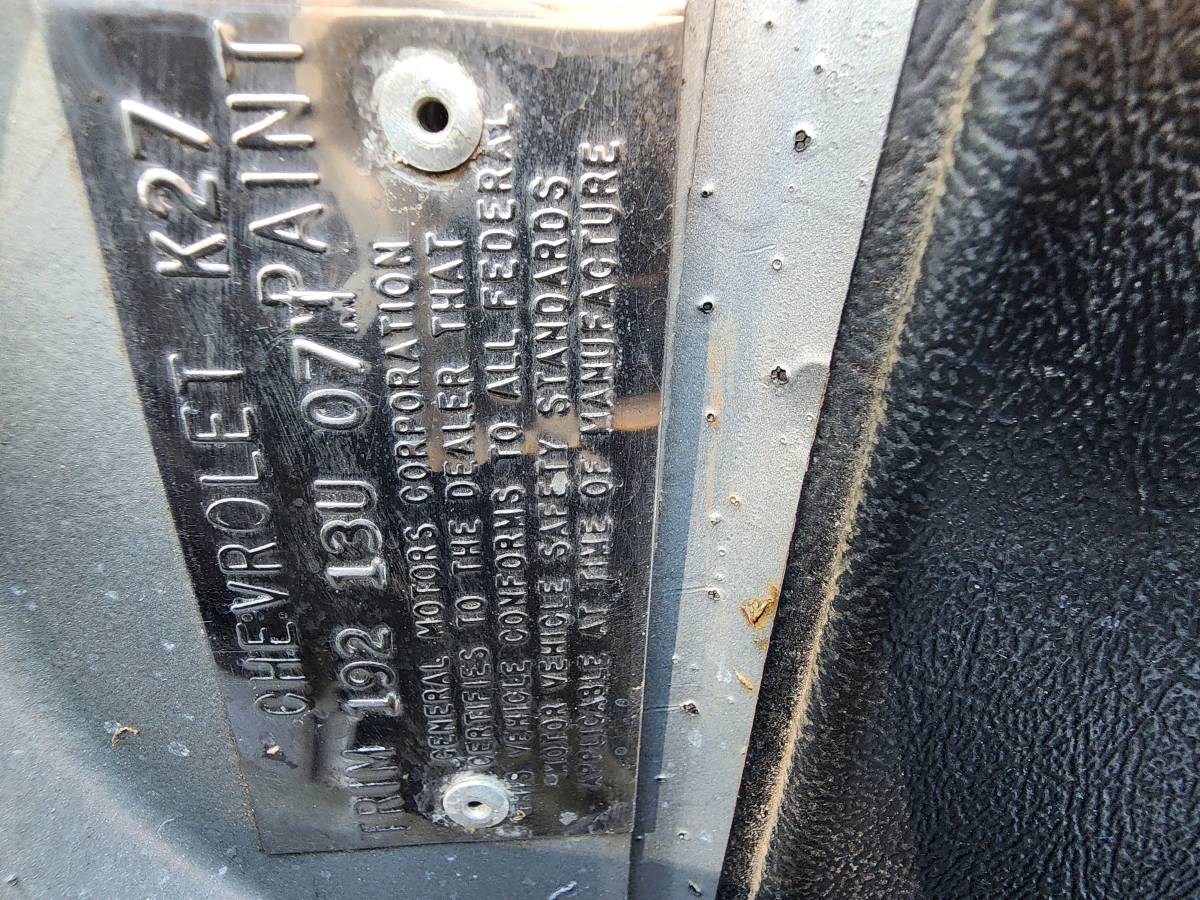 CHEVROLET K27
TRIM 192 13U 07M PAINT
GENERAL MOTORS CORPORATION
CERTIFIES TO THE DEALER THAT
THIS VEHICLE CONFORMS TO ALL FEDERAL
MOTOR VEHICLE SAFETY STANDARDS
APPLICABLE AT TIME OF MANUFACTURE